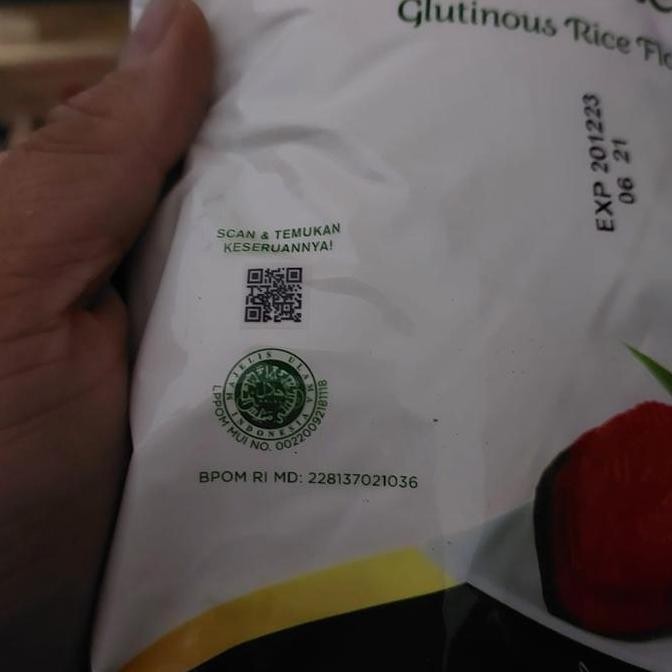 Glutinous Rice
EXP 201223
06 21
SCAN & TEMUKAN
KESERUANNYA!
MAJELIS ULAMA
INDONESIA
LPPOM MUI NO. 00220092181118
BPOM RI MD: 228137021036